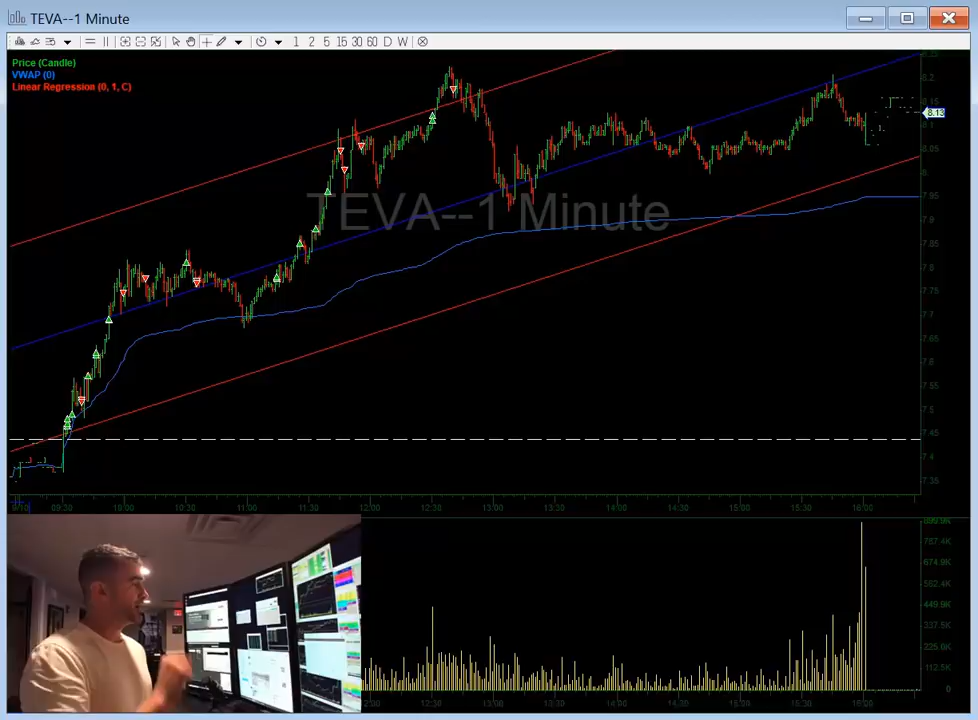 TEVA--1 Minute
1 2 5 15 30 60 D W
Price (Candle)
VWAP (0)
Linear Regression (0, 1, C)
TEVA--1 Minute
8.25
8.2
8.15
8.13
8.1
8.05
8
7.95
7.9
7.85
7.8
7.75
7.7
7.65
7.6
7.55
7.5
7.45
7.4
7.35
09:30 10:00 10:30 11:00 11:30 12:00 12:30 13:00 13:30 14:00 14:30 15:00 15:30 16:00
899.9K
787.4K
674.9K
562.4K
449.9K
337.5K
225.0K
112.5K
0
12:30 13:00 13:30 14:00 14:30 15:00 15:30 16:00